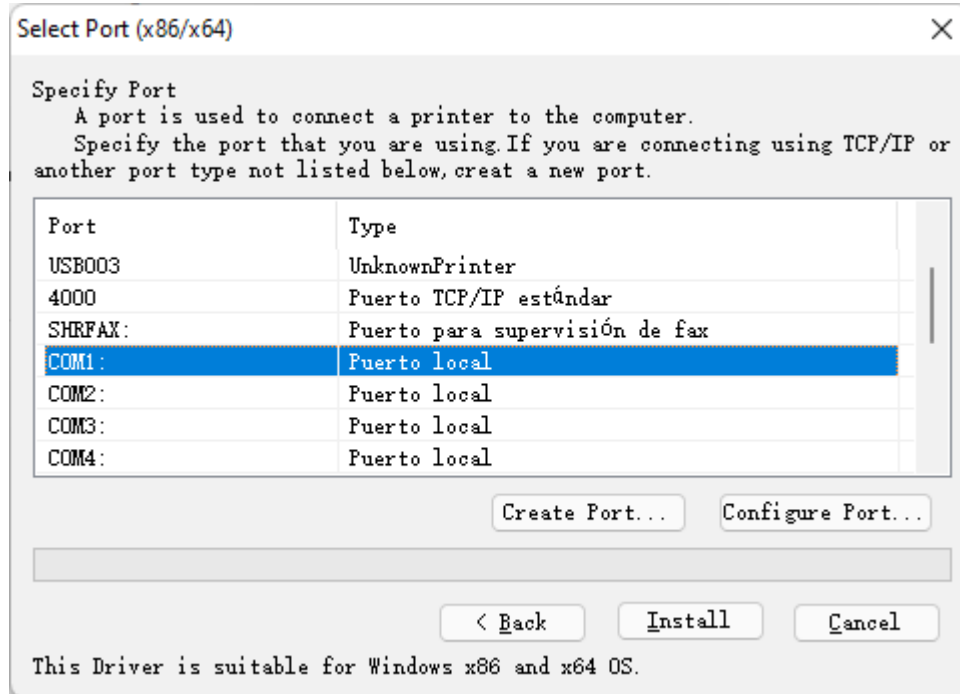 Select Port (x86/x64)
Specify Port
A port is used to connect a printer to the computer.
Specify the port that you are using.If you are connecting using TCP/IP or
another port type not listed below,creat a new port.
Port Type
USB003 UnknownPrinter
4000 Puerto TCP/IP estándar
SHRFAX: Puerto para supervisión de fax
COM1: Puerto local
COM2: Puerto local
COM3: Puerto local
COM4: Puerto local
Create Port... Configure Port...
< Back Install Cancel
This Driver is suitable for Windows x86 and x64 OS.